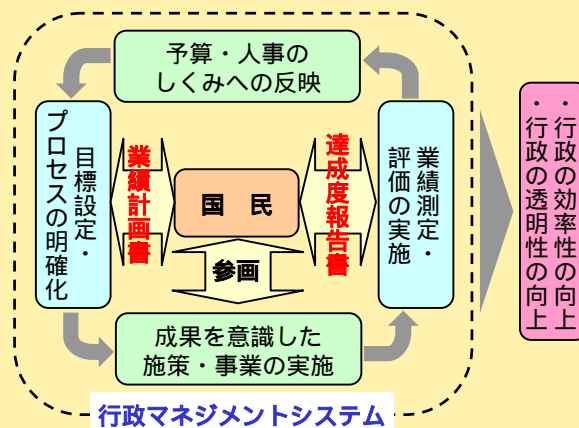 予算・人事の
しくみへの反映
目標設定・
プロセスの明確化
業績計画書
国　民
達成度報告書
業績測定・
評価の実施
参画
成果を意識した
施策・事業の実施
行政マネジメントシステム
・行政の効率性の向上
・行政の透明性の向上